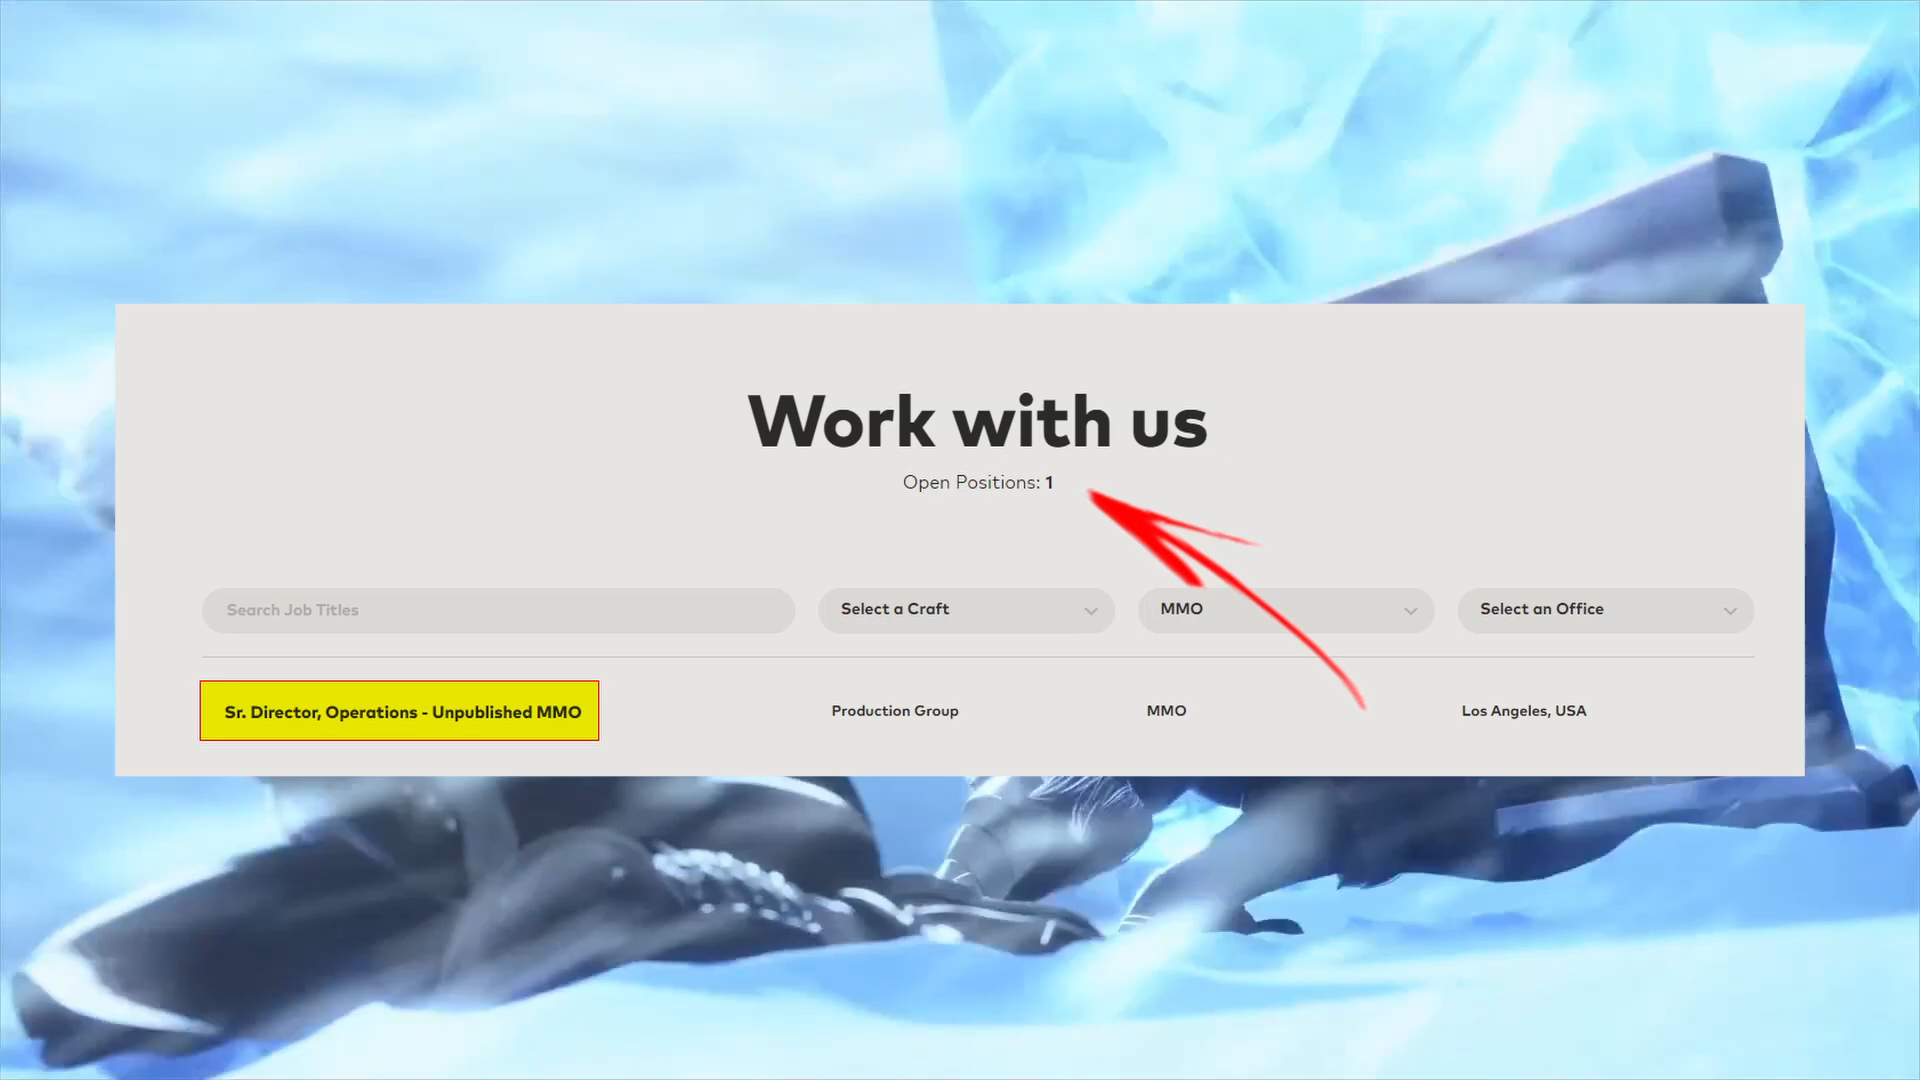 Work with us
Open Positions: 1
Search Job Titles
Select a Craft
MMO
Select an Office
Sr. Director, Operations - Unpublished MMO
Production Group
MMO
Los Angeles, USA